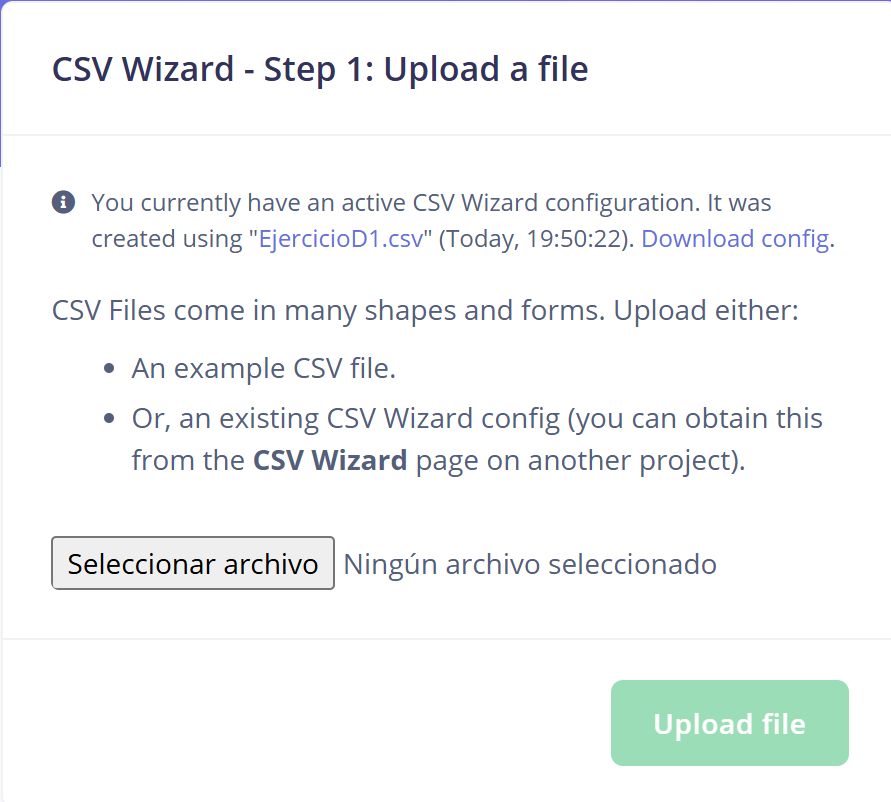 CSV Wizard - Step 1: Upload a file
You currently have an active CSV Wizard configuration. It was
created using "EjercicioD1.csv" (Today, 19:50:22). Download config.
CSV Files come in many shapes and forms. Upload either:
An example CSV file.
Or, an existing CSV Wizard config (you can obtain this
from the CSV Wizard page on another project).
Seleccionar archivo Ningún archivo seleccionado
Upload file